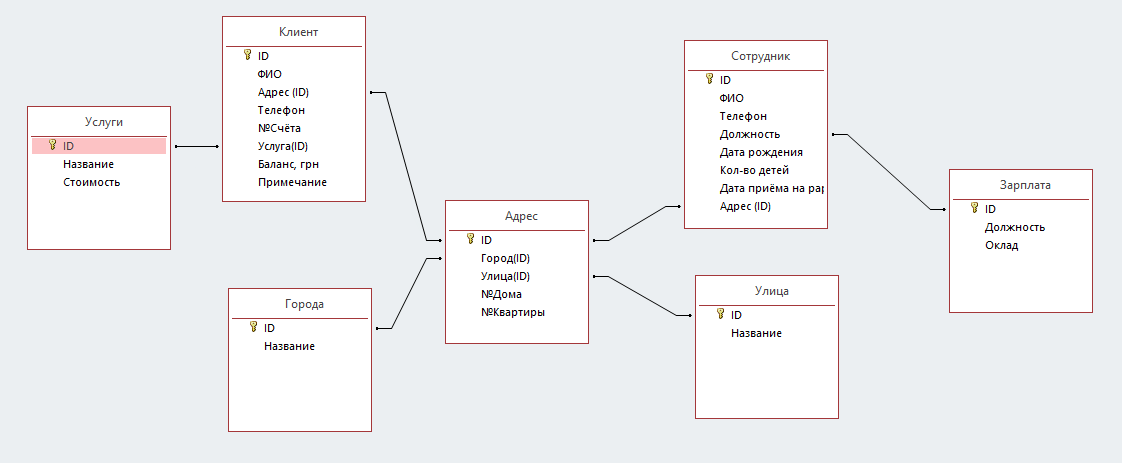 Услуги
ID
Название
Стоимость
Клиент
ID
ФИО
Адрес (ID)
Телефон
№Счёта
Услуга(ID)
Баланс, грн
Примечание
Города
ID
Название
Адрес
ID
Город(ID)
Улица(ID)
№Дома
№Квартиры
Сотрудник
ID
ФИО
Телефон
Должность
Дата рождения
Кол-во детей
Дата приёма на ра
Адрес (ID)
Улица
ID
Название
Зарплата
ID
Должность
Оклад